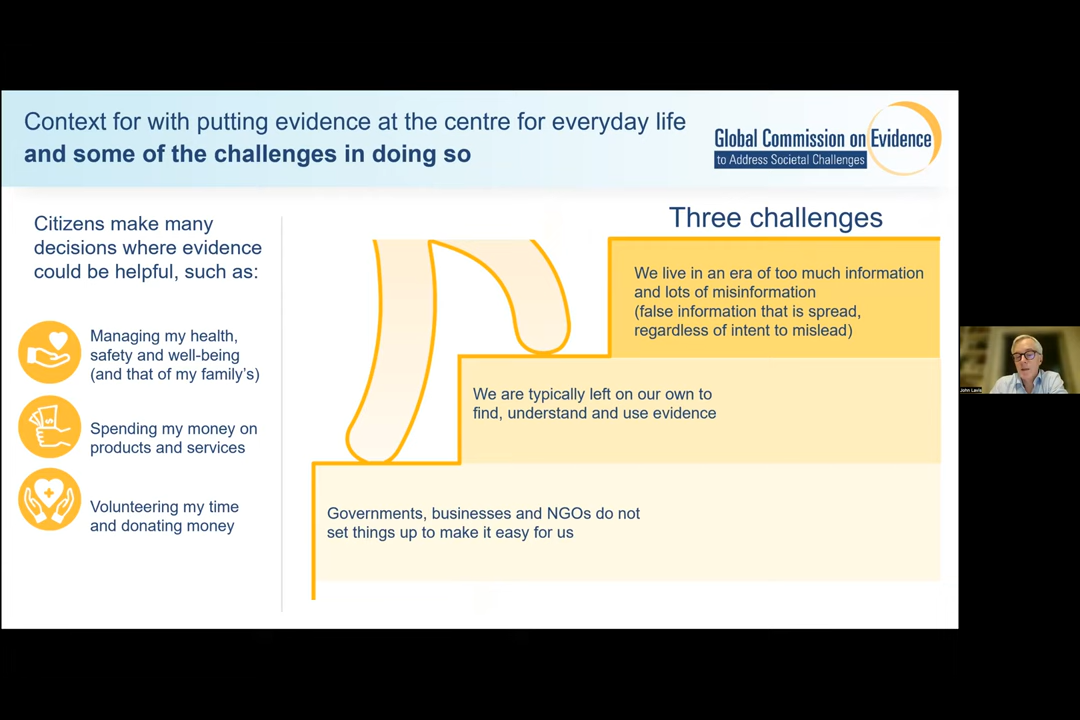 Context for with putting evidence at the centre for everyday life
and some of the challenges in doing so
Global Commission on Evidence
to Address Societal Challenges
Citizens make many
decisions where evidence
could be helpful, such as:
Managing my health,
safety and well-being
(and that of my family's)
Spending my money on
products and services
Volunteering my time
and donating money
Three challenges
We live in an era of too much information
and lots of misinformation
(false information that is spread,
regardless of intent to mislead)
We are typically left on our own to
find, understand and use evidence
Governments, businesses and NGOs do not
set things up to make it easy for us
John Lavis